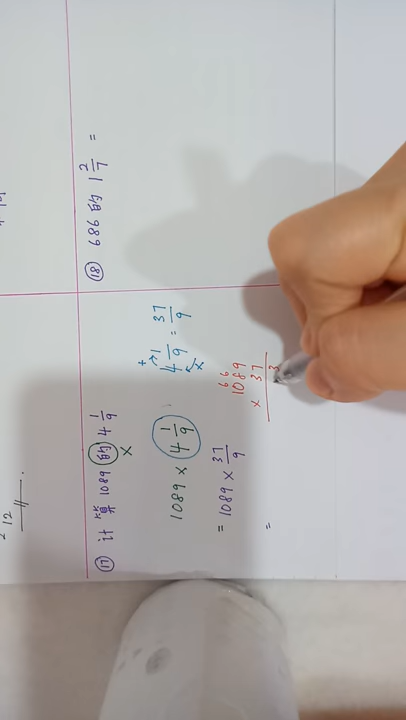 ⑰ 计算 1089 的 4 1/9
×
1089 × 4 1/9
+ 4 1/9 = 37/9
×
= 1089 × 37/9
66
1089
× 37
3
=
⑱ 686 的 1 2/7 =
12